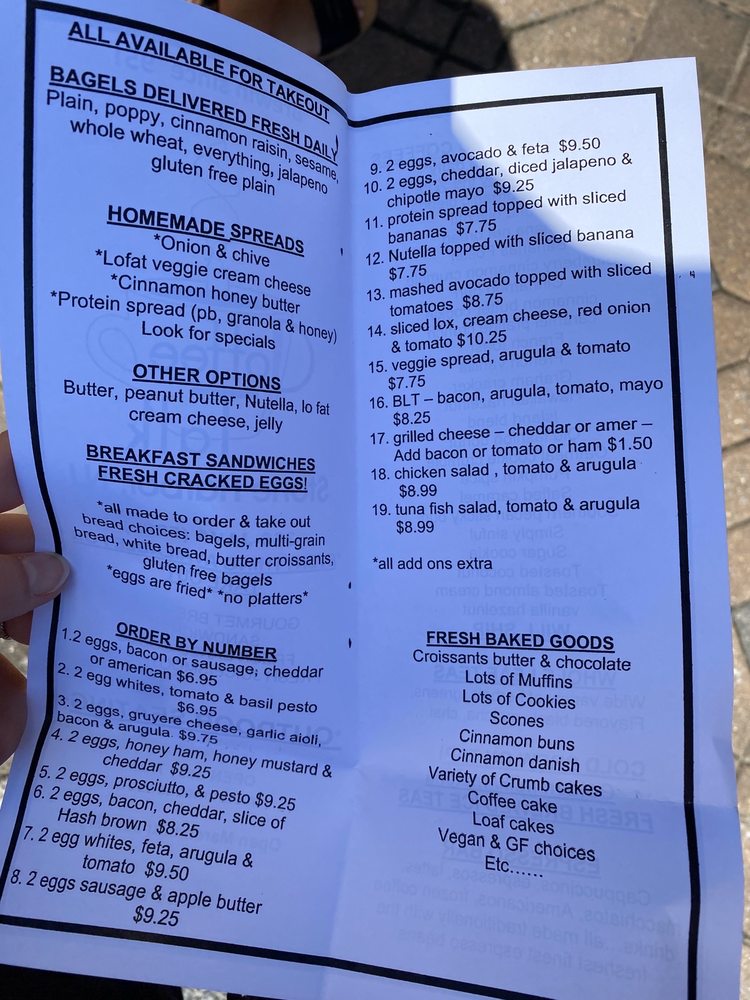 ALL AVAILABLE FOR TAKEOUT
BAGELS DELIVERED FRESH DAILY
Plain, poppy, cinnamon raisin, sesame,
whole wheat, everything, jalapeno
gluten free plain
HOMEMADE SPREADS
*Onion & chive
*Lofat veggie cream cheese
*Cinnamon honey butter
*Protein spread (pb, granola & honey)
Look for specials
OTHER OPTIONS
Butter, peanut butter, Nutella, lo fat
cream cheese, jelly
BREAKFAST SANDWICHES
FRESH CRACKED EGGS!
*all made to order & take out
bread choices: bagels, multi-grain
bread, white bread, butter croissants,
gluten free bagels
*eggs are fried* *no platters*
ORDER BY NUMBER
1.2 eggs, bacon or sausage, cheddar
or american $6.95
2. 2 egg whites, tomato & basil pesto
$6.95
3. 2 eggs, gruyere cheese, garlic aioli,
bacon & arugula. $9.75
4. 2 eggs, honey ham, honey mustard &
cheddar $9.25
5. 2 eggs, prosciutto, & pesto $9.25
6. 2 eggs, bacon, cheddar, slice of
Hash brown $8.25
7. 2 egg whites, feta, arugula &
tomato $9.50
8. 2 eggs sausage & apple butter
$9.25
9. 2 eggs, avocado & feta $9.50
10. 2 eggs, cheddar, diced jalapeno &
chipotle mayo $9.25
11. protein spread topped with sliced
bananas $7.75
12. Nutella topped with sliced banana
$7.75
13. mashed avocado topped with sliced
tomatoes $8.75
14. sliced lox, cream cheese, red onion
& tomato $10.25
15. veggie spread, arugula & tomato
$7.75
16. BLT – bacon, arugula, tomato, mayo
$8.25
17. grilled cheese – cheddar or amer –
Add bacon or tomato or ham $1.50
18. chicken salad , tomato & arugula
$8.99
19. tuna fish salad, tomato & arugula
$8.99
*all add ons extra
FRESH BAKED GOODS
Croissants butter & chocolate
Lots of Muffins
Lots of Cookies
Scones
Cinnamon buns
Cinnamon danish
Variety of Crumb cakes
Coffee cake
Loaf cakes
Vegan & GF choices
Etc......